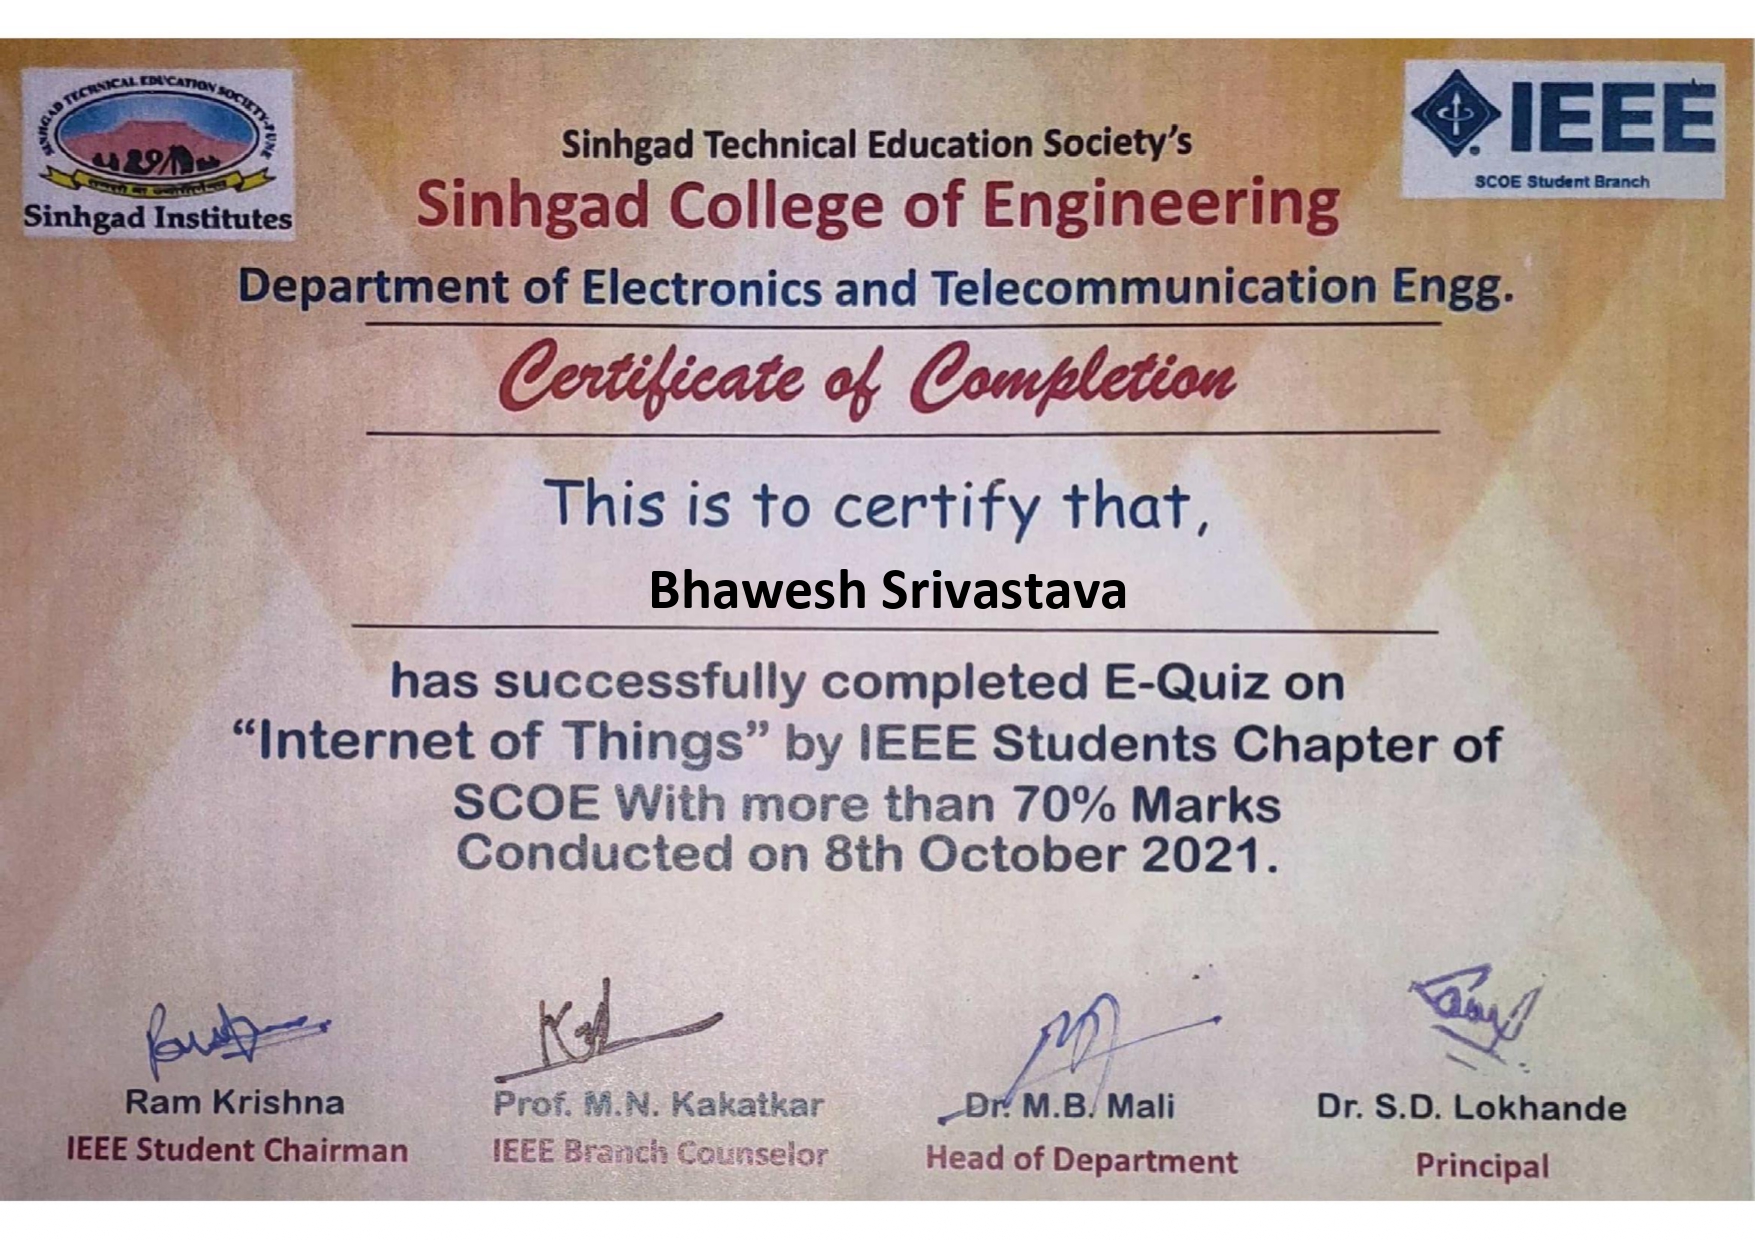 SINHGAD TECHNICAL EDUCATION SOCIETY-PUNE
Sinhgad Institutes
IEEE
SCOE Student Branch
Sinhgad Technical Education Society's
Sinhgad College of Engineering
Department of Electronics and Telecommunication Engg.
Certificate of Completion
This is to certify that,
Bhawesh Srivastava
has successfully completed E-Quiz on
“Internet of Things” by IEEE Students Chapter of
SCOE With more than 70% Marks
Conducted on 8th October 2021.
Ram Krishna
IEEE Student Chairman
Prof. M.N. Kakatkar
IEEE Branch Counselor
Dr. M.B. Mali
Head of Department
Dr. S.D. Lokhande
Principal